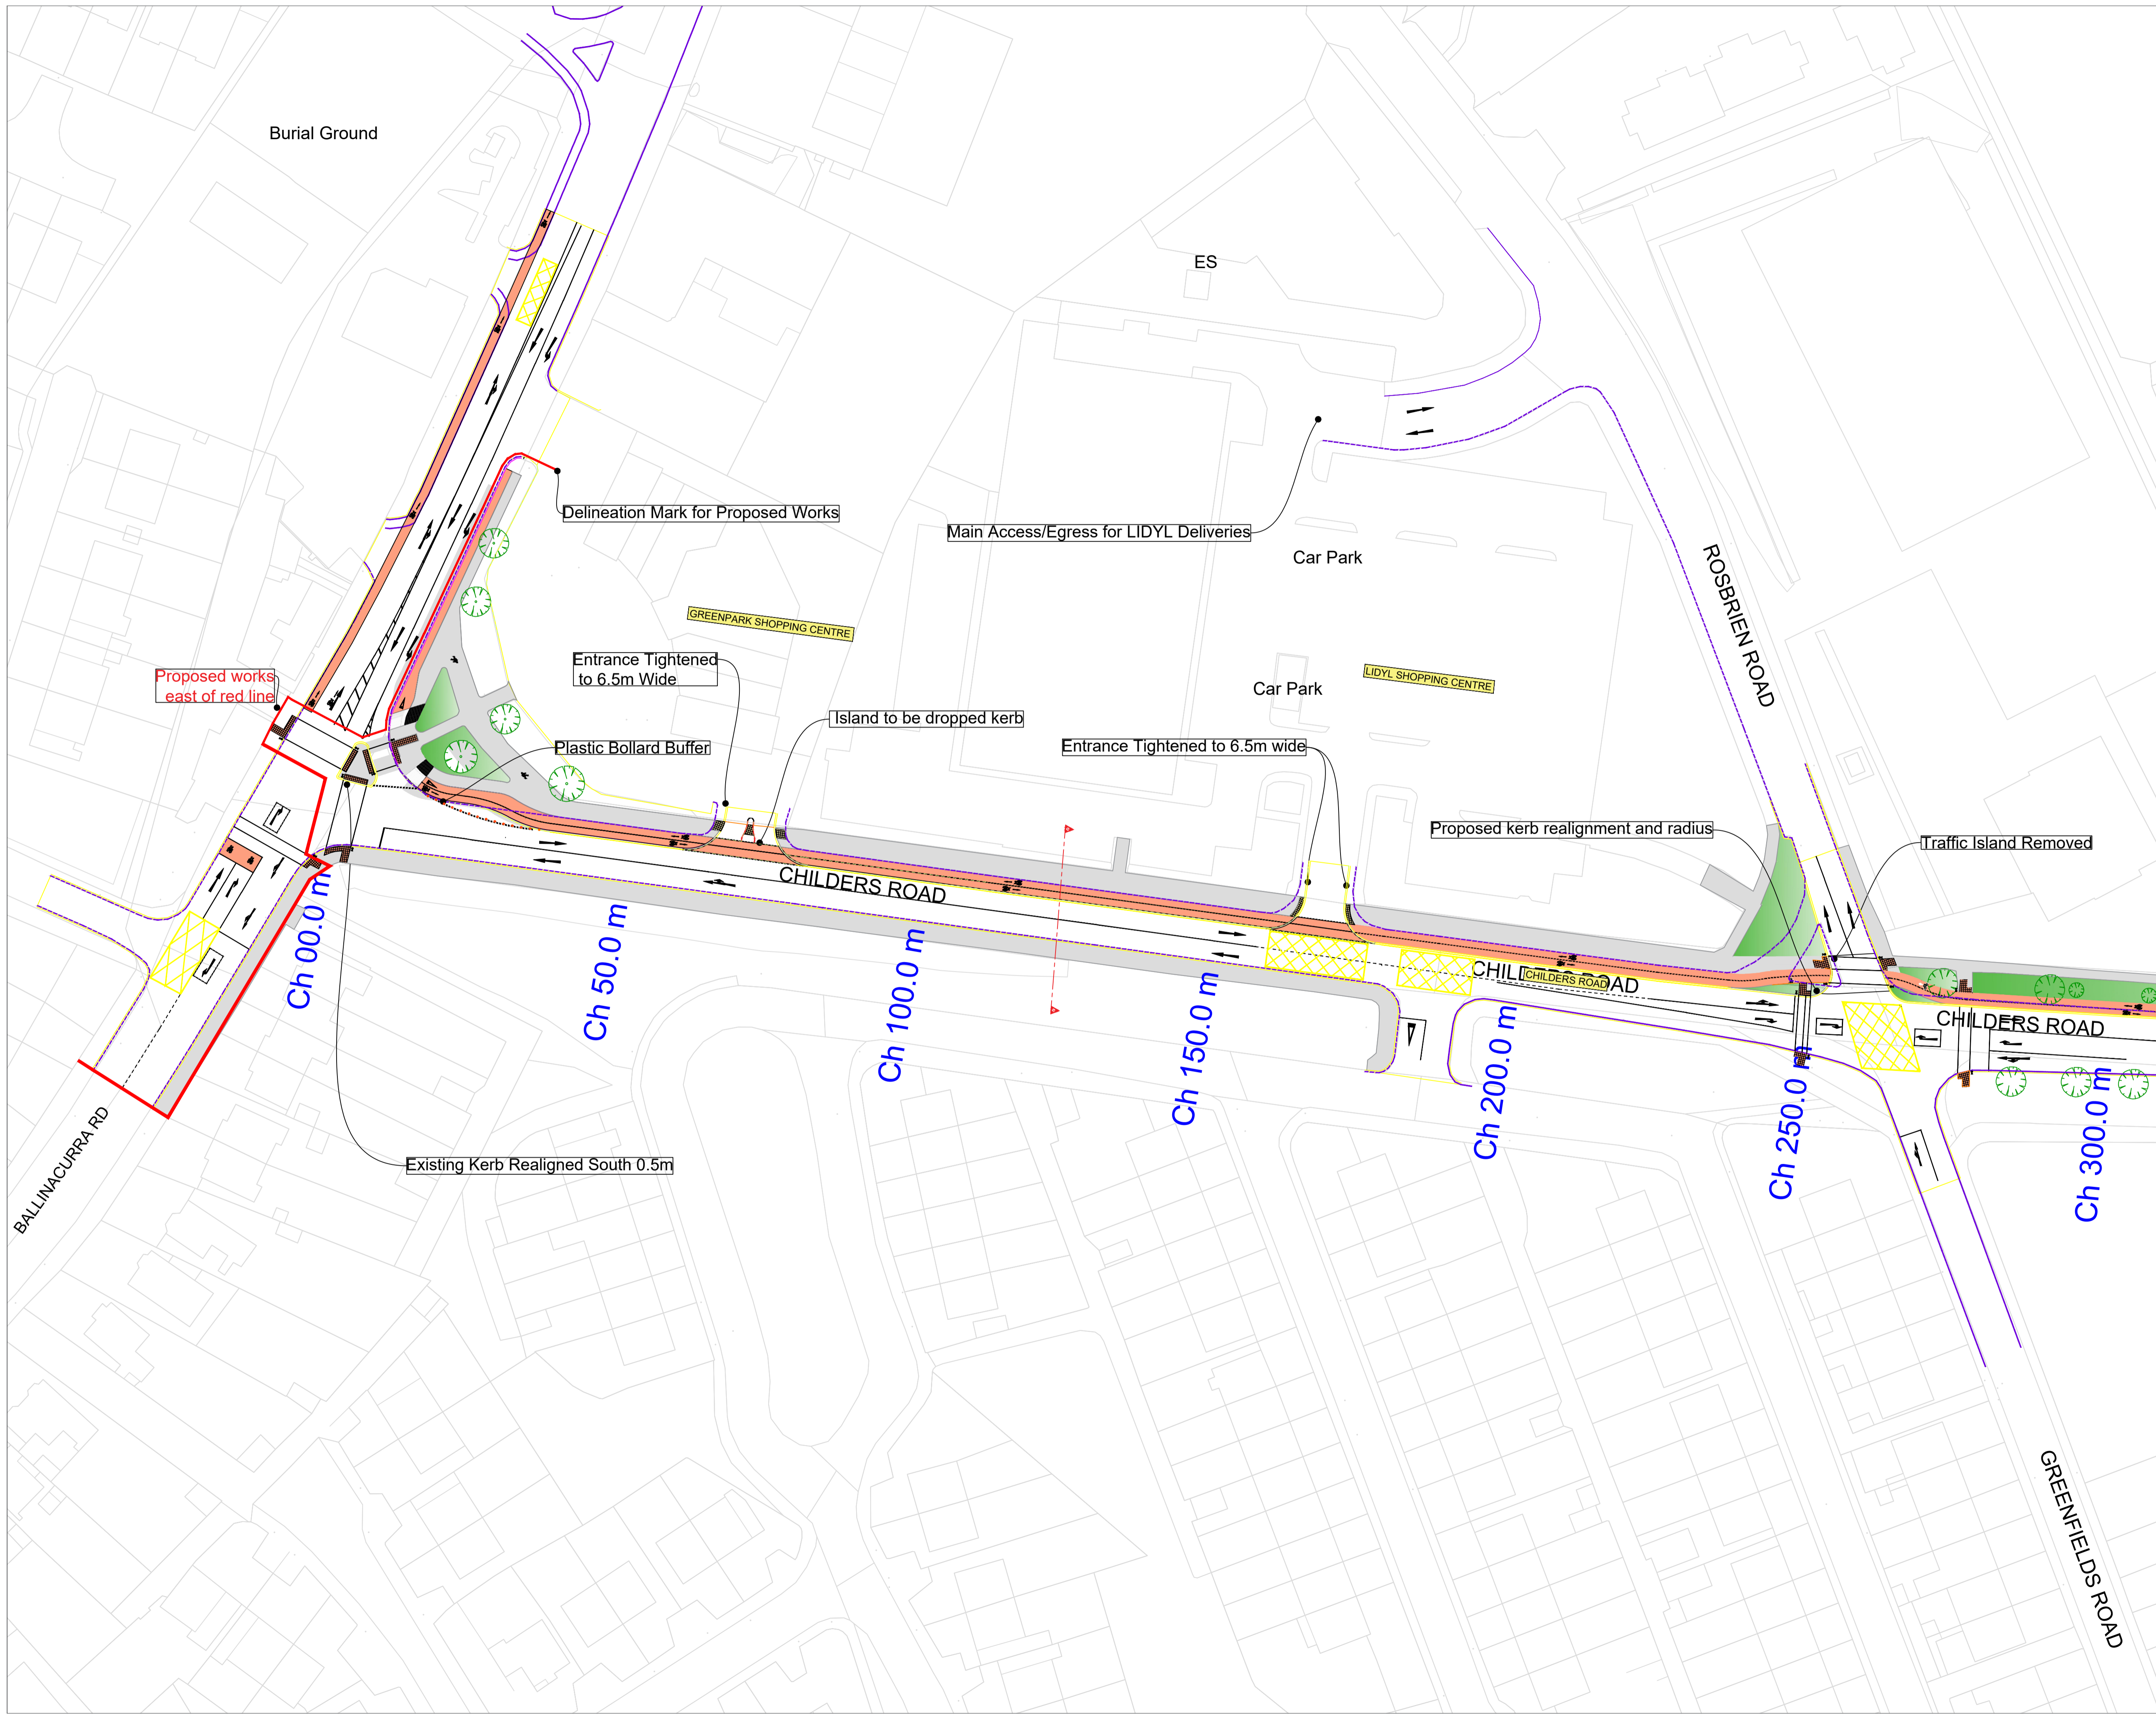 Burial Ground
ES
Delineation Mark for Proposed Works
Main Access/Egress for LIDYL Deliveries
Car Park
ROSBRIEN ROAD
GREENPARK SHOPPING CENTRE
Entrance Tightened
to 6.5m Wide
LIDYL SHOPPING CENTRE
Car Park
Proposed works
east of red line
Island to be dropped kerb
Plastic Bollard Buffer
Entrance Tightened to 6.5m wide
Proposed kerb realignment and radius
Traffic Island Removed
CHILDERS ROAD
CHILDERS ROAD
CHILDERS ROAD
CHILDERS ROAD
Ch 00.0 m
Ch 50.0 m
Ch 100.0 m
Ch 150.0 m
Ch 200.0 m
Ch 250.0 m
Ch 300.0 m
BALLINACURRA RD
Existing Kerb Realigned South 0.5m
GREENFIELDS ROAD